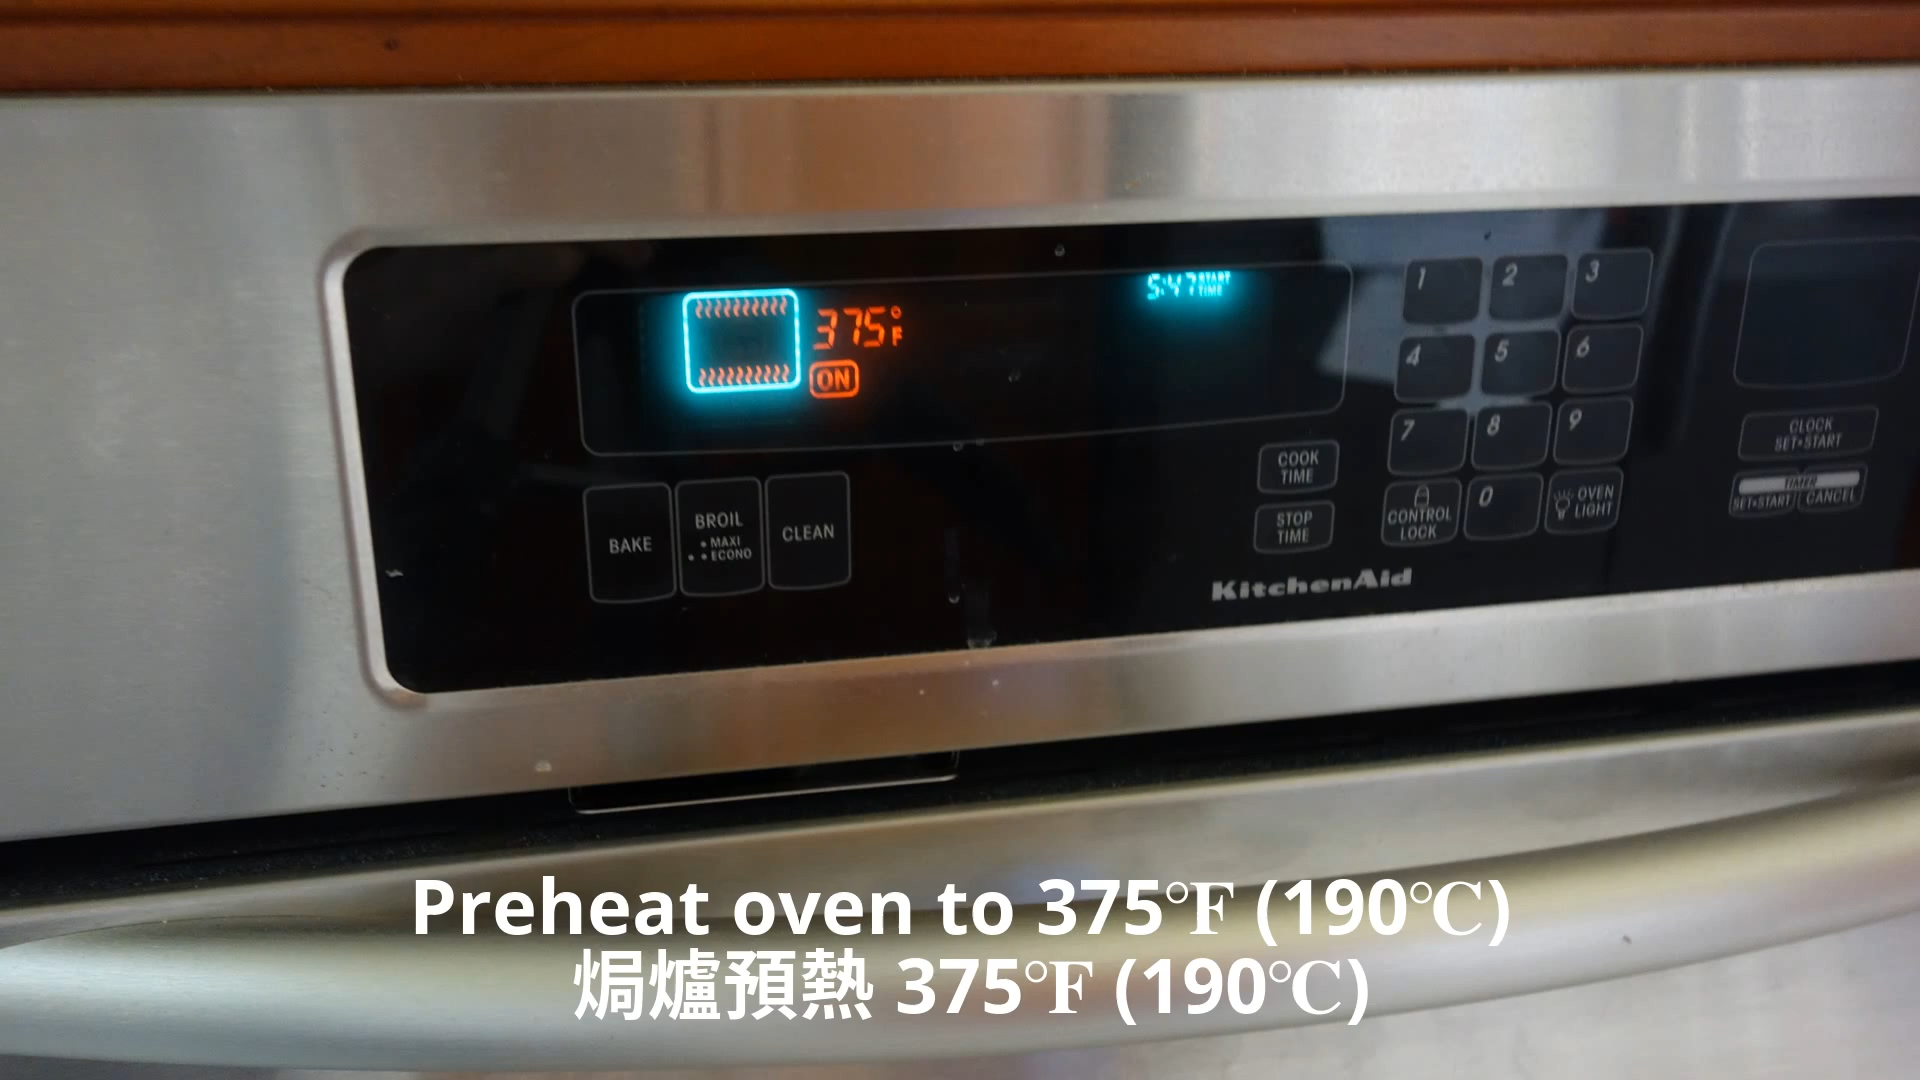 375°F
ON
5:47 START TIME
1 2 3
4 5 6
7 8 9
0
BAKE
BROIL
• MAXI
• • ECONO
CLEAN
COOK TIME
STOP TIME
CONTROL LOCK
OVEN LIGHT
CLOCK
SET•START
TIMER
SET•START
CANCEL
KitchenAid
Preheat oven to 375℉ (190℃)
焗爐預熱 375℉ (190℃)